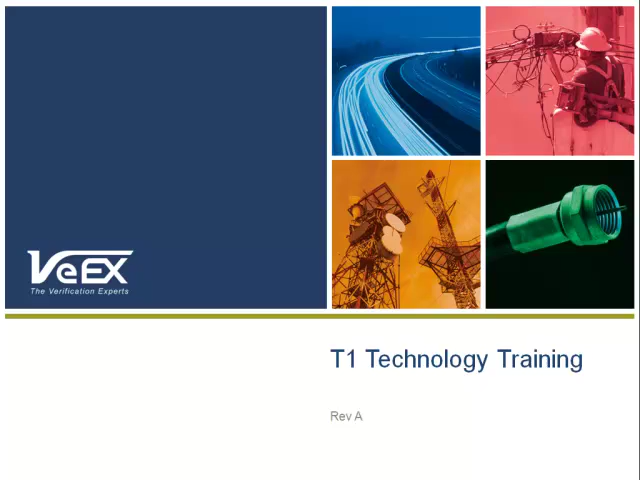 VeEX
The Verification Experts
T1 Technology Training
Rev A